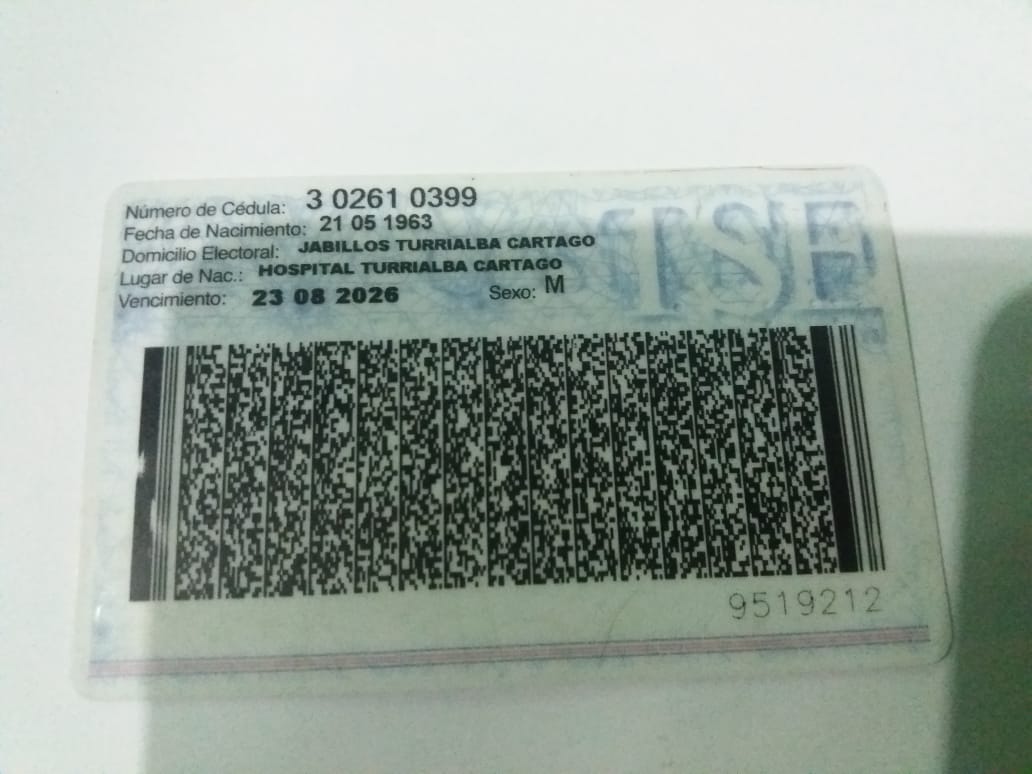 Número de Cédula: 3 0261 0399
Fecha de Nacimiento: 21 05 1963
Domicilio Electoral: JABILLOS TURRIALBA CARTAGO
Lugar de Nac.: HOSPITAL TURRIALBA CARTAGO
Vencimiento: 23 08 2026 Sexo: M
TSE
9519212